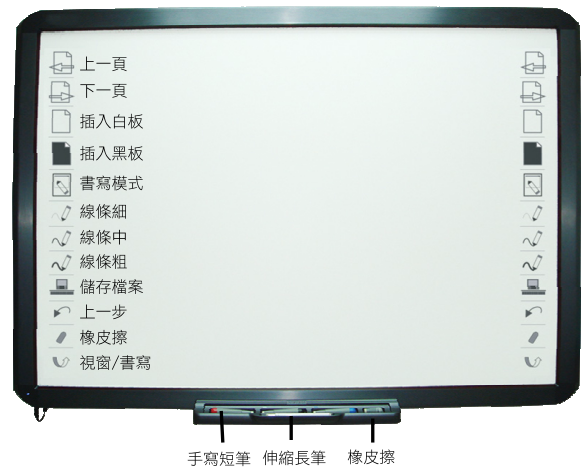 上一頁
下一頁
插入白板
插入黑板
書寫模式
線條細
線條中
線條粗
儲存檔案
上一步
橡皮擦
視窗/書寫
手寫短筆 伸縮長筆 橡皮擦